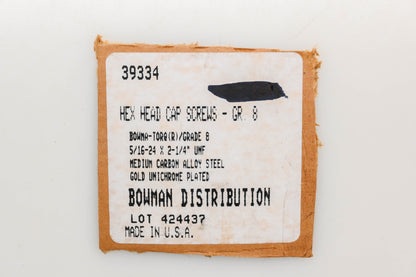 39334
HEX HEAD CAP SCREWS - GR. 8
BOWMA-TORQ(R)/GRADE 8
5/16-24 X 2-1/4" UNF
MEDIUM CARBON ALLOY STEEL
GOLD UNICHROME PLATED
BOWMAN DISTRIBUTION
LOT 424437
MADE IN U.S.A.